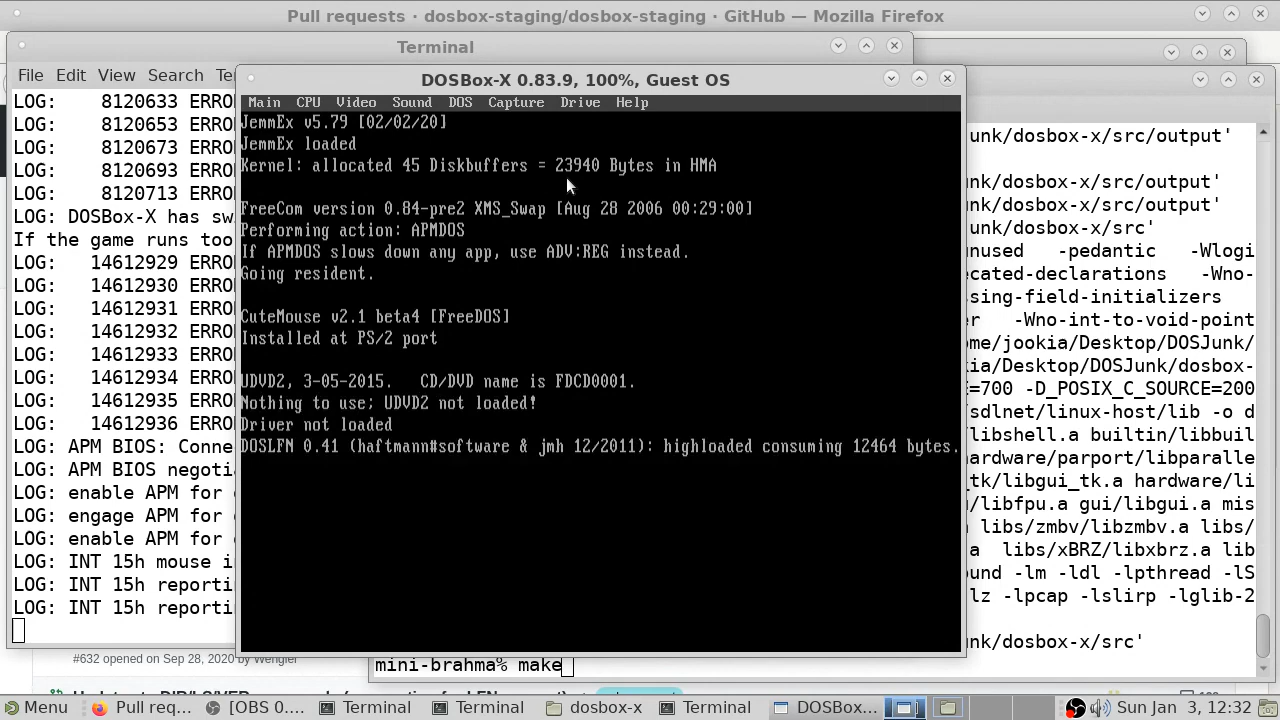 Pull requests · dosbox-staging/dosbox-staging · GitHub — Mozilla Firefox
Terminal
File Edit View Search Te
LOG: 8120633 ERRO
LOG: 8120673 ERRO
LOG: 8120693 ERRO
LOG: 8120713 ERRO
LOG: DOSBox-X has sw
If the game runs too
LOG: 14612929 ERRO
LOG: 14612930 ERRO
LOG: 14612931 ERRO
LOG: 14612932 ERRO
LOG: 14612933 ERRO
LOG: 14612934 ERRO
LOG: 14612935 ERRO
LOG: 14612936 ERRO
LOG: APM BIOS: Conne
LOG: APM BIOS negotia
LOG: enable APM for
LOG: engage APM for
LOG: enable APM for
LOG: INT 15h mouse i
LOG: INT 15h reporti
LOG: INT 15h reporti
DOSBox-X 0.83.9, 100%, Guest OS
Main CPU Video Sound DOS Capture Drive Help
JemmEx v5.79 [02/02/20]
JemmEx loaded
Kernel: allocated 45 Diskbuffers = 23940 Bytes in HMA
FreeCom version 0.84-pre2 XMS_Swap [Aug 28 2006 00:29:00]
Performing action: APMDOS
If APMDOS slows down any app, use ADV:REG instead.
Going resident.
CuteMouse v2.1 beta4 [FreeDOS]
Installed at PS/2 port
UDVD2, 3-05-2015. CD/DVD name is FDCD0001.
Nothing to use; UDVD2 not loaded!
Driver not loaded
DOSLFN 0.41 (haftmann#software & jmh 12/2011): highloaded consuming 12464 bytes.
unk/dosbox-x/src/output'
unk/dosbox-x/src/output'
unk/dosbox-x/src/output'
unk/dosbox-x/src'
unused -pedantic -Wlogi
ecated-declarations -Wno-
sing-field-initializers
er -Wno-int-to-void-point
ome/jookia/Desktop/DOSJunk/
kia/Desktop/DOSJunk/dosbox-
E=700 -D_POSIX_C_SOURCE=200
/sdlnet/linux-host/lib -o d
/libshell.a builtin/libbuil
ardware/parport/libparalle
_tk/libgui_tk.a hardware/li
u/libfpu.a gui/libgui.a mis
a libs/zmbv/libzmbv.a libs/
a libs/xBRZ/libxbrz.a lib
ound -lm -ldl -lpthread -lS
lz -lpcap -lslirp -lglib-2
unk/dosbox-x/src'
mini-brahma% make
#632 opened on Sep 28, 2020 by Wengier
Menu Pull req... [OBS 0.... Terminal Terminal dosbox-x Terminal DOSBo... Sun Jan 3, 12:32